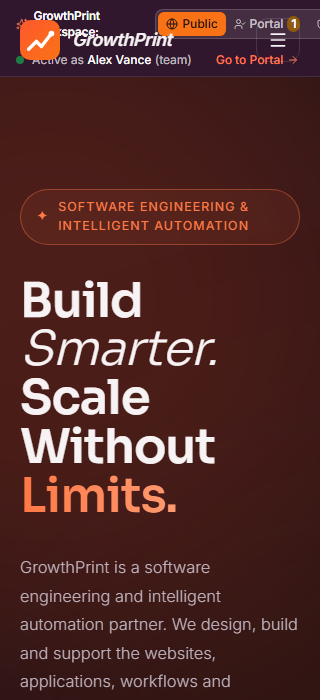 GrowthPrint
Public
Portal 1
GrowthPrint
Active as Alex Vance (team)
Go to Portal →
SOFTWARE ENGINEERING &
INTELLIGENT AUTOMATION
Build
Smarter.
Scale
Without
Limits.
GrowthPrint is a software
engineering and intelligent
automation partner. We design, build
and support the websites,
applications, workflows and